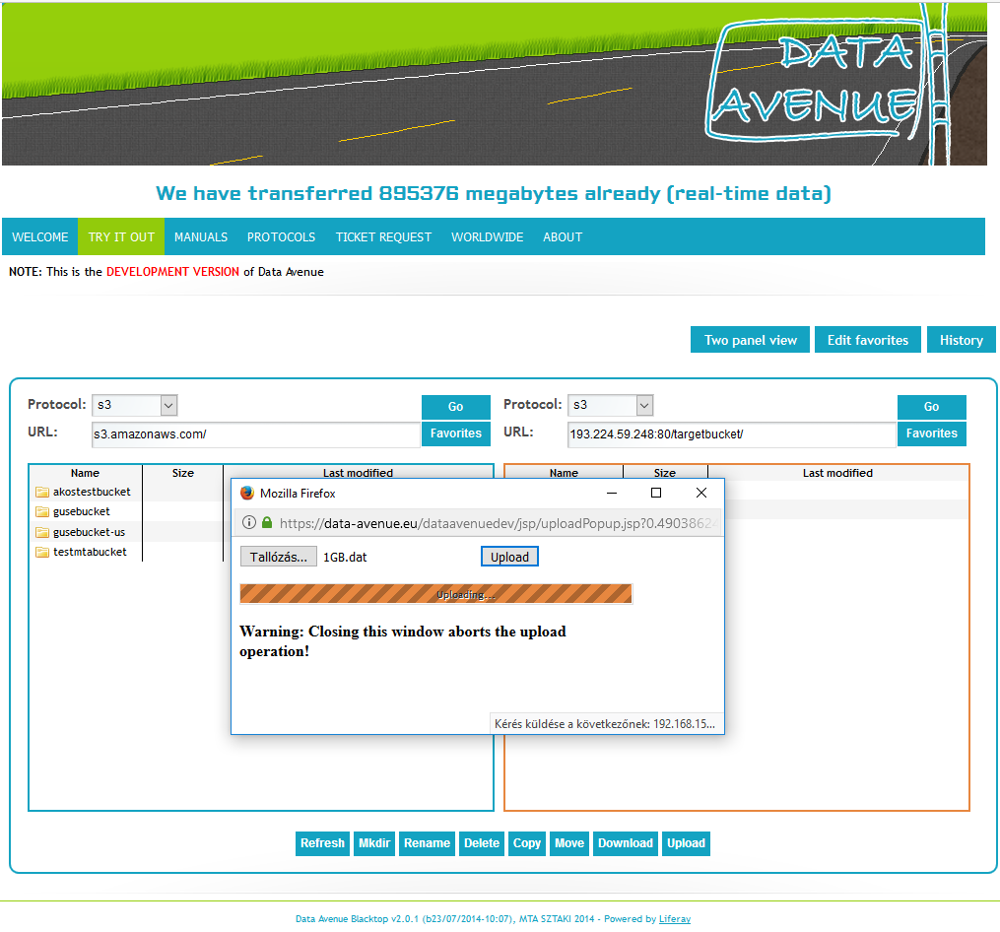 DATA
AVENUE
We have transferred 895376 megabytes already (real-time data)
WELCOME TRY IT OUT MANUALS PROTOCOLS TICKET REQUEST WORLDWIDE ABOUT
NOTE: This is the DEVELOPMENT VERSION of Data Avenue
Two panel view Edit favorites History
Protocol: s3 Go Protocol: s3 Go
URL: s3.amazonaws.com/ Favorites URL: 193.224.59.248:80/targetbucket/ Favorites
Name Size Last modified Name Size Last modified
akostestbucket
gusebucket
gusebucket-us
testmtabucket
Mozilla Firefox
https://data-avenue.eu/dataavenuedev/jsp/uploadPopup.jsp?0.4903862
Tallózás... 1GB.dat Upload
Uploading...
Warning: Closing this window aborts the upload
operation!
Kérés küldése a következőnek: 192.168.15...
Refresh Mkdir Rename Delete Copy Move Download Upload
Data Avenue Blacktop v2.0.1 (b23/07/2014-10:07), MTA SZTAKI 2014 - Powered by Liferay